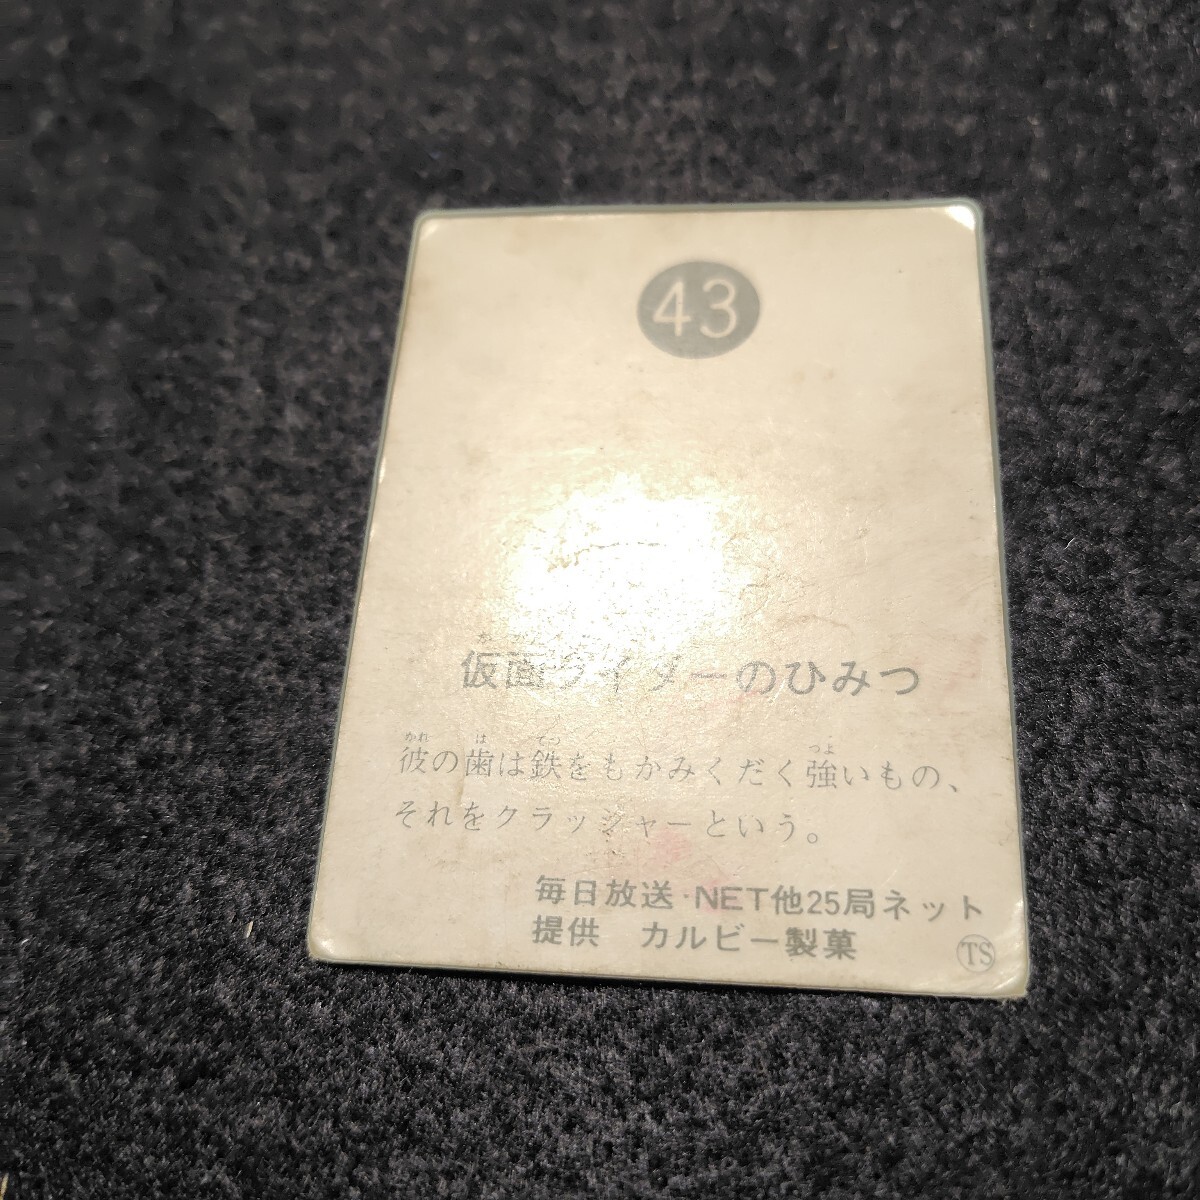 43
仮面ライダーのひみつ
彼の歯は鉄をもかみくだく強いもの、
それをクラッシャーという。
毎日放送・NET他25局ネット
提供　カルビー製菓
TS